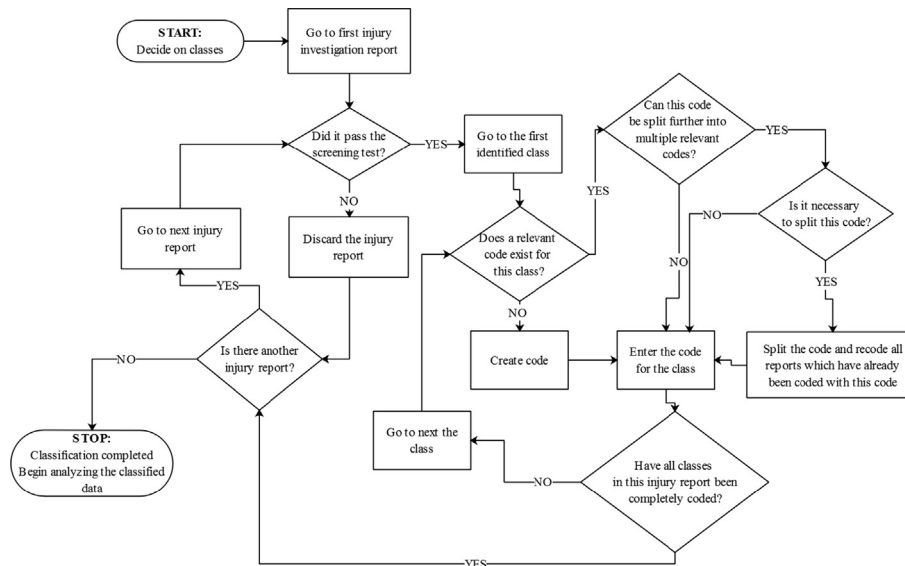 START:
Decide on classes
Go to first injury
investigation report
Did it pass the
screening test?
YES
Go to the first
identified class
Can this code
be split further into
multiple relevant
codes?
YES
Is it necessary
to split this code?
NO
YES
NO
Go to next injury
report
Discard the injury
report
Does a relevant
code exist for
this class?
YES
NO
NO
YES
Is there another
injury report?
NO
Create code
Enter the code
for the class
Split the code and recode all
reports which have already
been coded with this code
STOP:
Classification completed
Begin analyzing the classified
data
Go to next the
class
NO
Have all classes
in this injury report been
completely coded?
YES